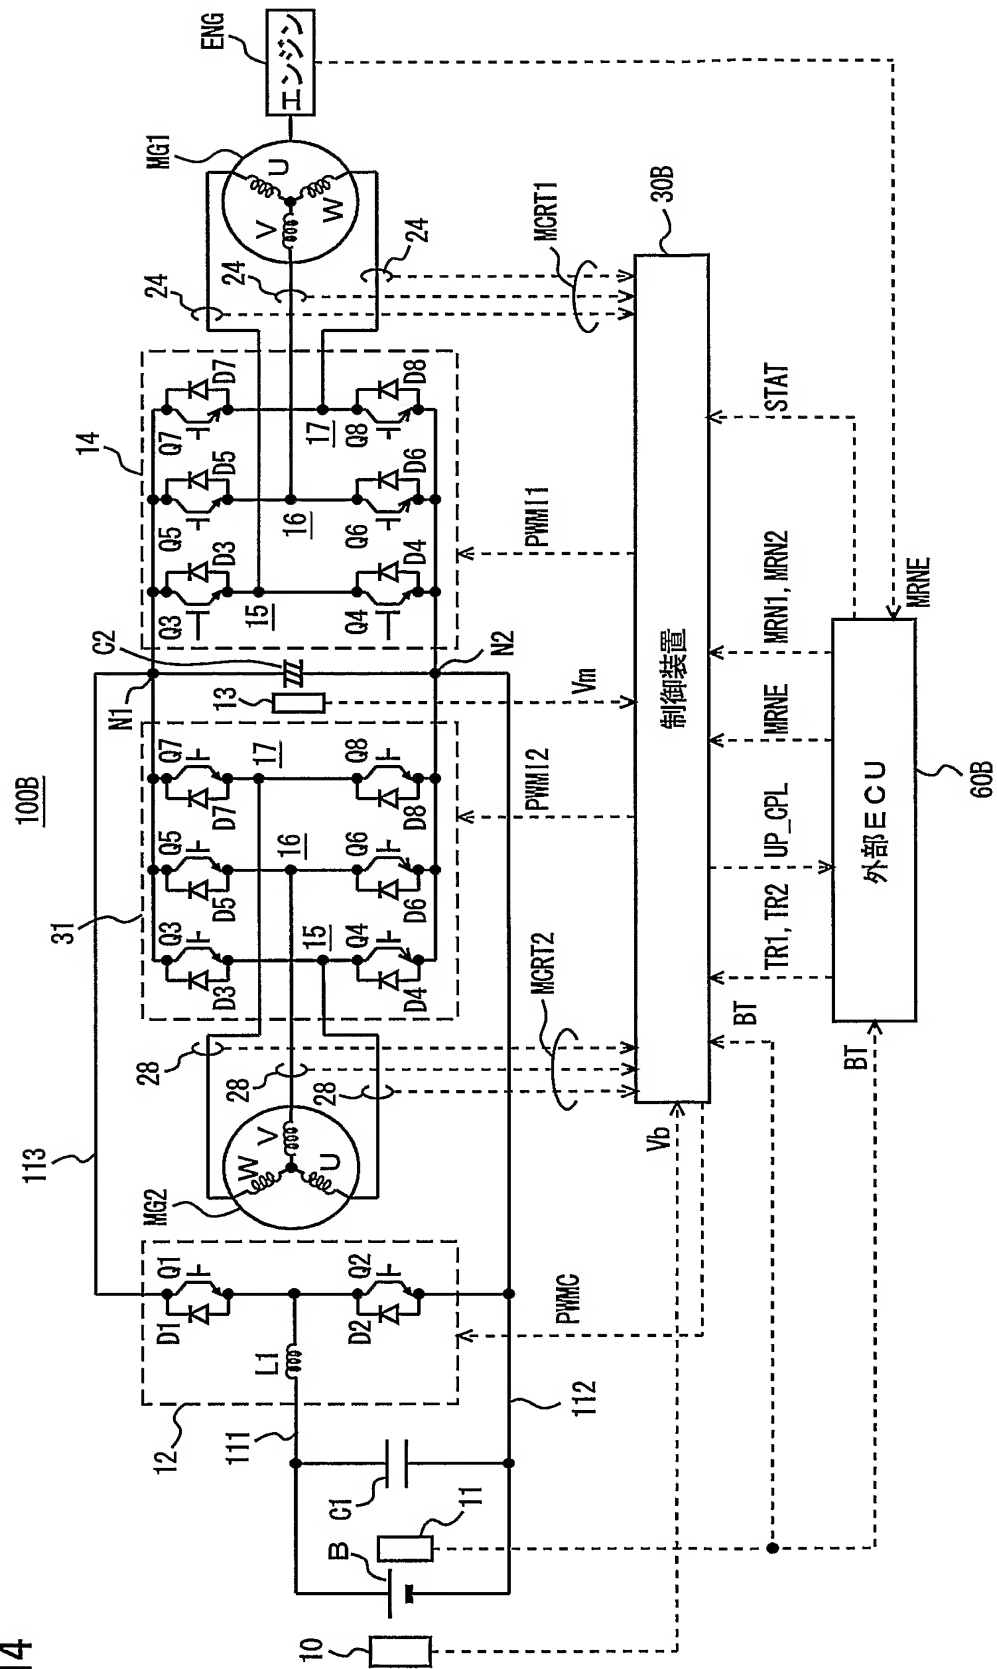 14
100B
10
B
11
C1
111
112
12
L1
D1
Q1
D2
Q2
PWMC
113
MG2
W
V
U
28
28
28
MCRT2
31
D3
Q3
D4
Q4
15
D5
Q5
D6
Q6
16
D7
Q7
D8
Q8
17
PWMI2
N1
C2
13
N2
Vm
14
Q3
D3
Q4
D4
15
Q5
D5
Q6
D6
16
Q7
D7
Q8
D8
17
PWMI1
24
24
24
MCRT1
MG1
U
V
W
ENG
エンジン
Vb
制御装置
30B
BT
BT
TR1, TR2
UP_CPL
MRNE
MRN1, MRN2
STAT
MRNE
外部ECU
60B